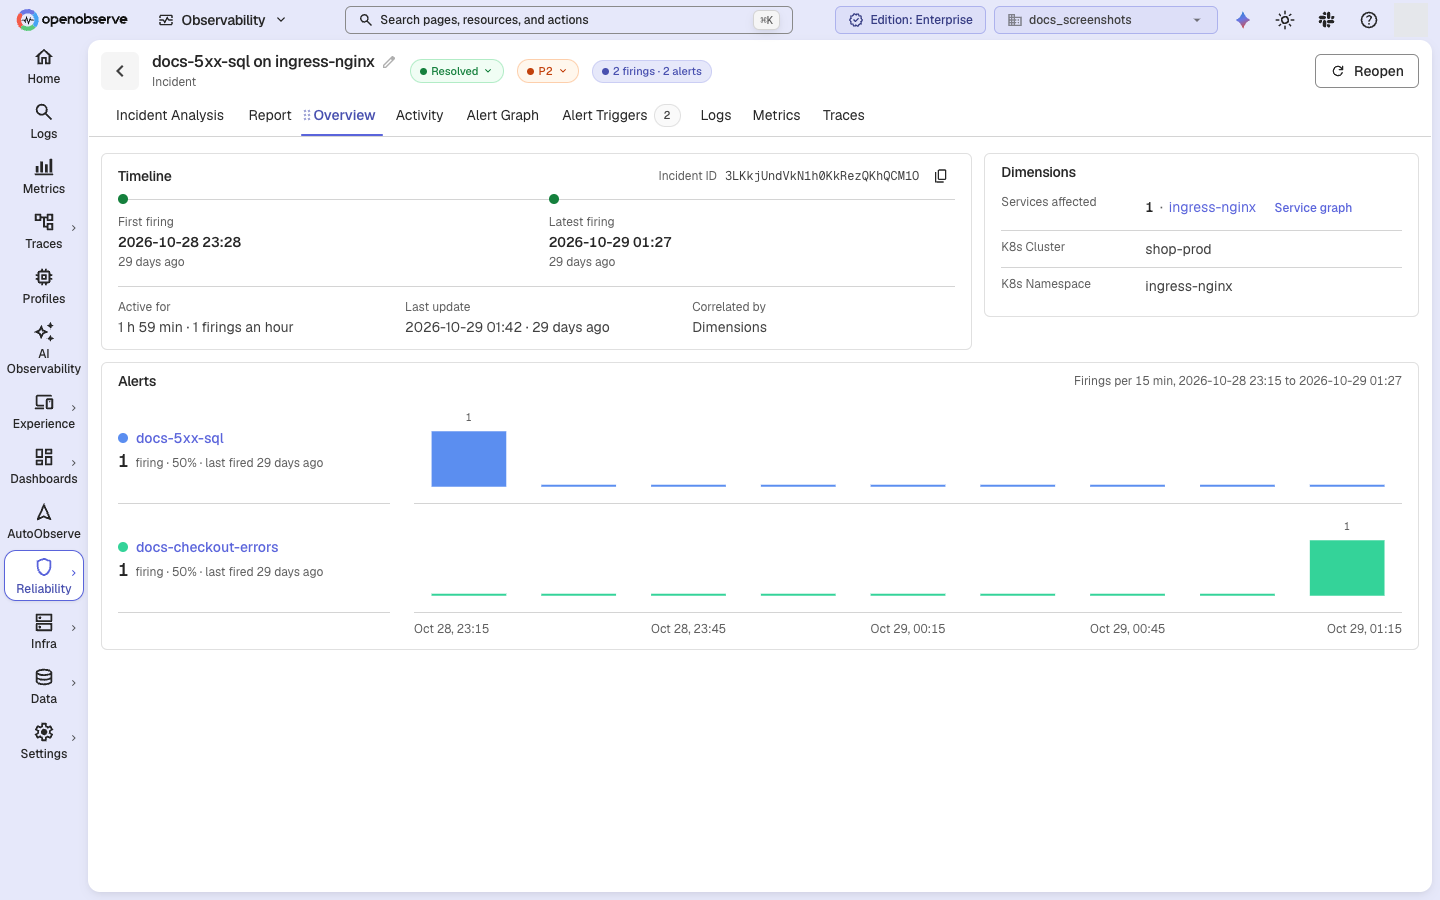 openobserve
Observability
Search pages, resources, and actions
⌘K
Edition: Enterprise
docs_screenshots
Home
Logs
Metrics
Traces
Profiles
AI
Observability
Experience
Dashboards
AutoObserve
Reliability
Infra
Data
Settings
docs-5xx-sql on ingress-nginx
Incident
Resolved
P2
2 firings · 2 alerts
Reopen
Incident Analysis
Report
Overview
Activity
Alert Graph
Alert Triggers 2
Logs
Metrics
Traces
Timeline
Incident ID 3LKkjUndVkN1h0KkRezQKhQCM1O
First firing
2026-10-28 23:28
29 days ago
Latest firing
2026-10-29 01:27
29 days ago
Active for
1 h 59 min · 1 firings an hour
Last update
2026-10-29 01:42 · 29 days ago
Correlated by
Dimensions
Dimensions
Services affected
1 · ingress-nginx Service graph
K8s Cluster
shop-prod
K8s Namespace
ingress-nginx
Alerts
Firings per 15 min, 2026-10-28 23:15 to 2026-10-29 01:27
docs-5xx-sql
1 firing · 50% · last fired 29 days ago
1
docs-checkout-errors
1 firing · 50% · last fired 29 days ago
1
Oct 28, 23:15
Oct 28, 23:45
Oct 29, 00:15
Oct 29, 00:45
Oct 29, 01:15